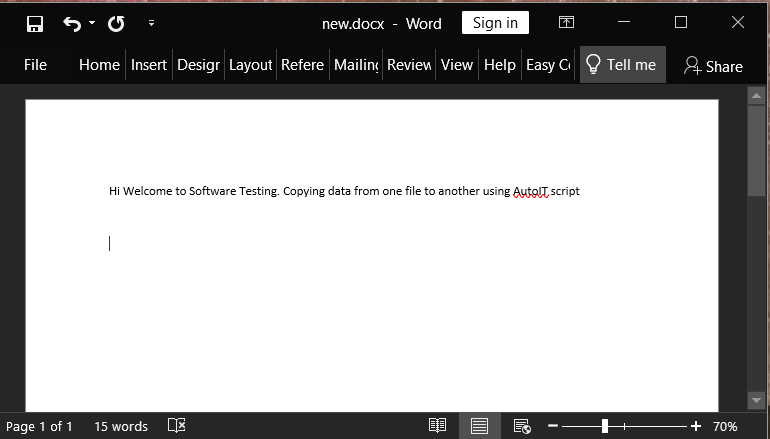 new.docx - Word Sign in
File Home Insert Desigr Layout Refere Mailing Review View Help Easy Co Tell me Share
Hi Welcome to Software Testing. Copying data from one file to another using AutoIT script
Page 1 of 1 15 words 70%